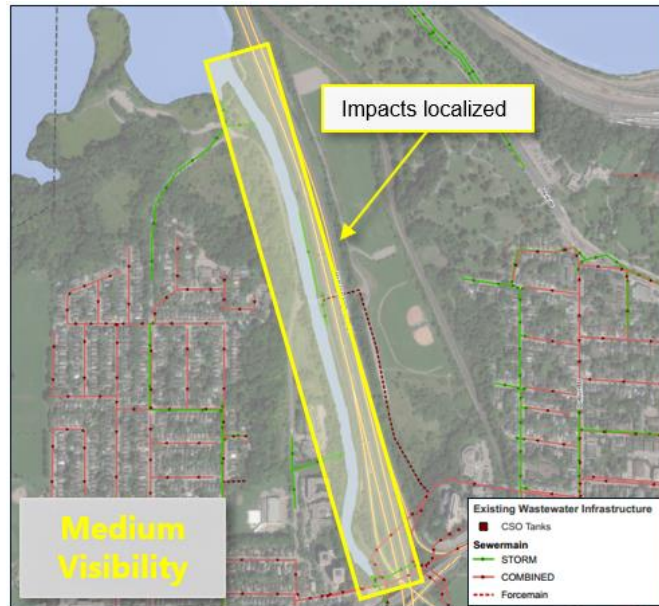 Impacts localized
Medium
Visibility
Existing Wastewater Infrastructure
CSO Tanks
Sewermain
STORM
COMBINED
Forcemain